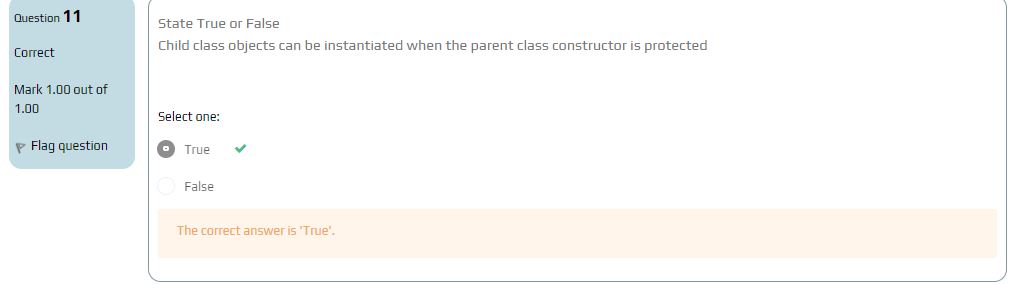 Question 11
Correct
Mark 1.00 out of
1.00
Flag question
State True or False
Child class objects can be instantiated when the parent class constructor is protected
Select one:
True
False
The correct answer is 'True'.